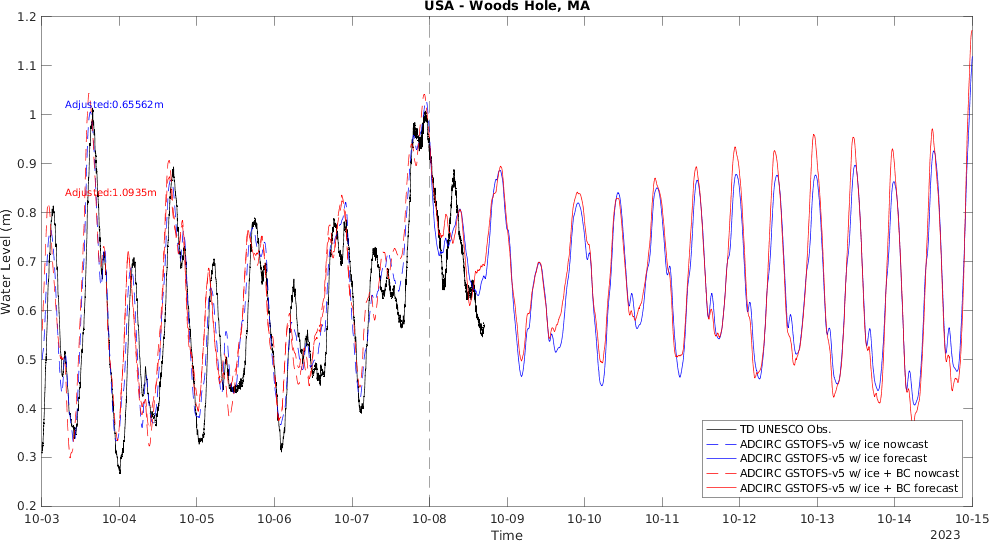 USA - Woods Hole, MA
1.2
1.1
1
0.9
0.8
0.7
0.6
0.5
0.4
0.3
0.2
Water Level (m)
Adjusted:0.65562m
Adjusted:1.0935m
TD UNESCO Obs.
ADCIRC GSTOFS-v5 w/ ice nowcast
ADCIRC GSTOFS-v5 w/ ice forecast
ADCIRC GSTOFS-v5 w/ ice + BC nowcast
ADCIRC GSTOFS-v5 w/ ice + BC forecast
10-03 10-04 10-05 10-06 10-07 10-08 10-09 10-10 10-11 10-12 10-13 10-14 10-15
Time
2023